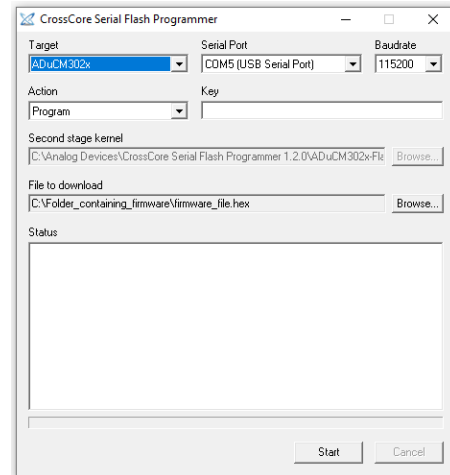 CrossCore Serial Flash Programmer
Target Serial Port Baudrate
ADuCM302x COM5 (USB Serial Port) 115200
Action Key
Program
Second stage kernel
C:\Analog Devices\CrossCore Serial Flash Programmer 1.2.0\ADuCM302x-Fla Browse...
File to download
C:\Folder_containing_firmware\firmware_file.hex Browse...
Status
Start Cancel